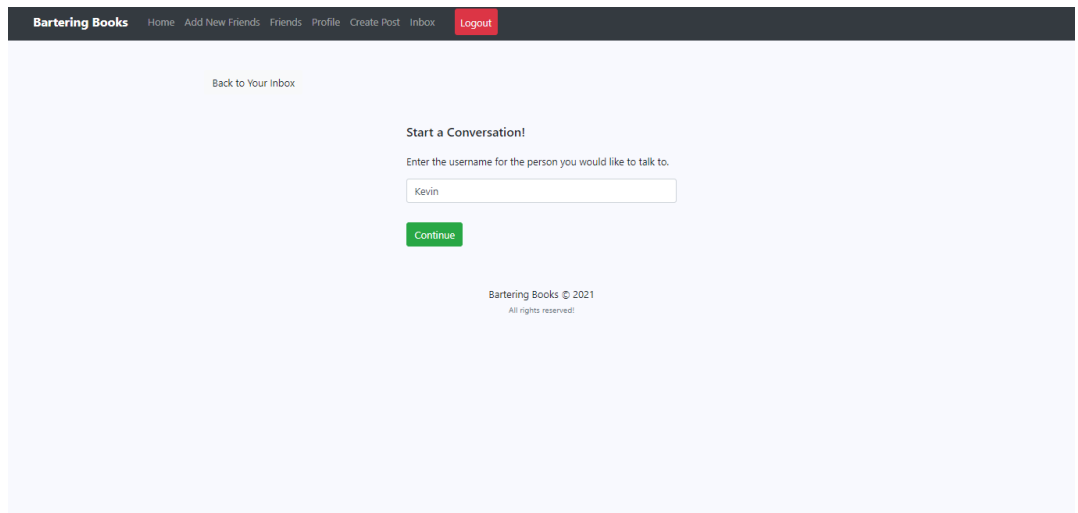 Bartering Books Home Add New Friends Friends Profile Create Post Inbox Logout
Back to Your Inbox
Start a Conversation!
Enter the username for the person you would like to talk to.
Kevin
Continue
Bartering Books © 2021
All rights reserved!